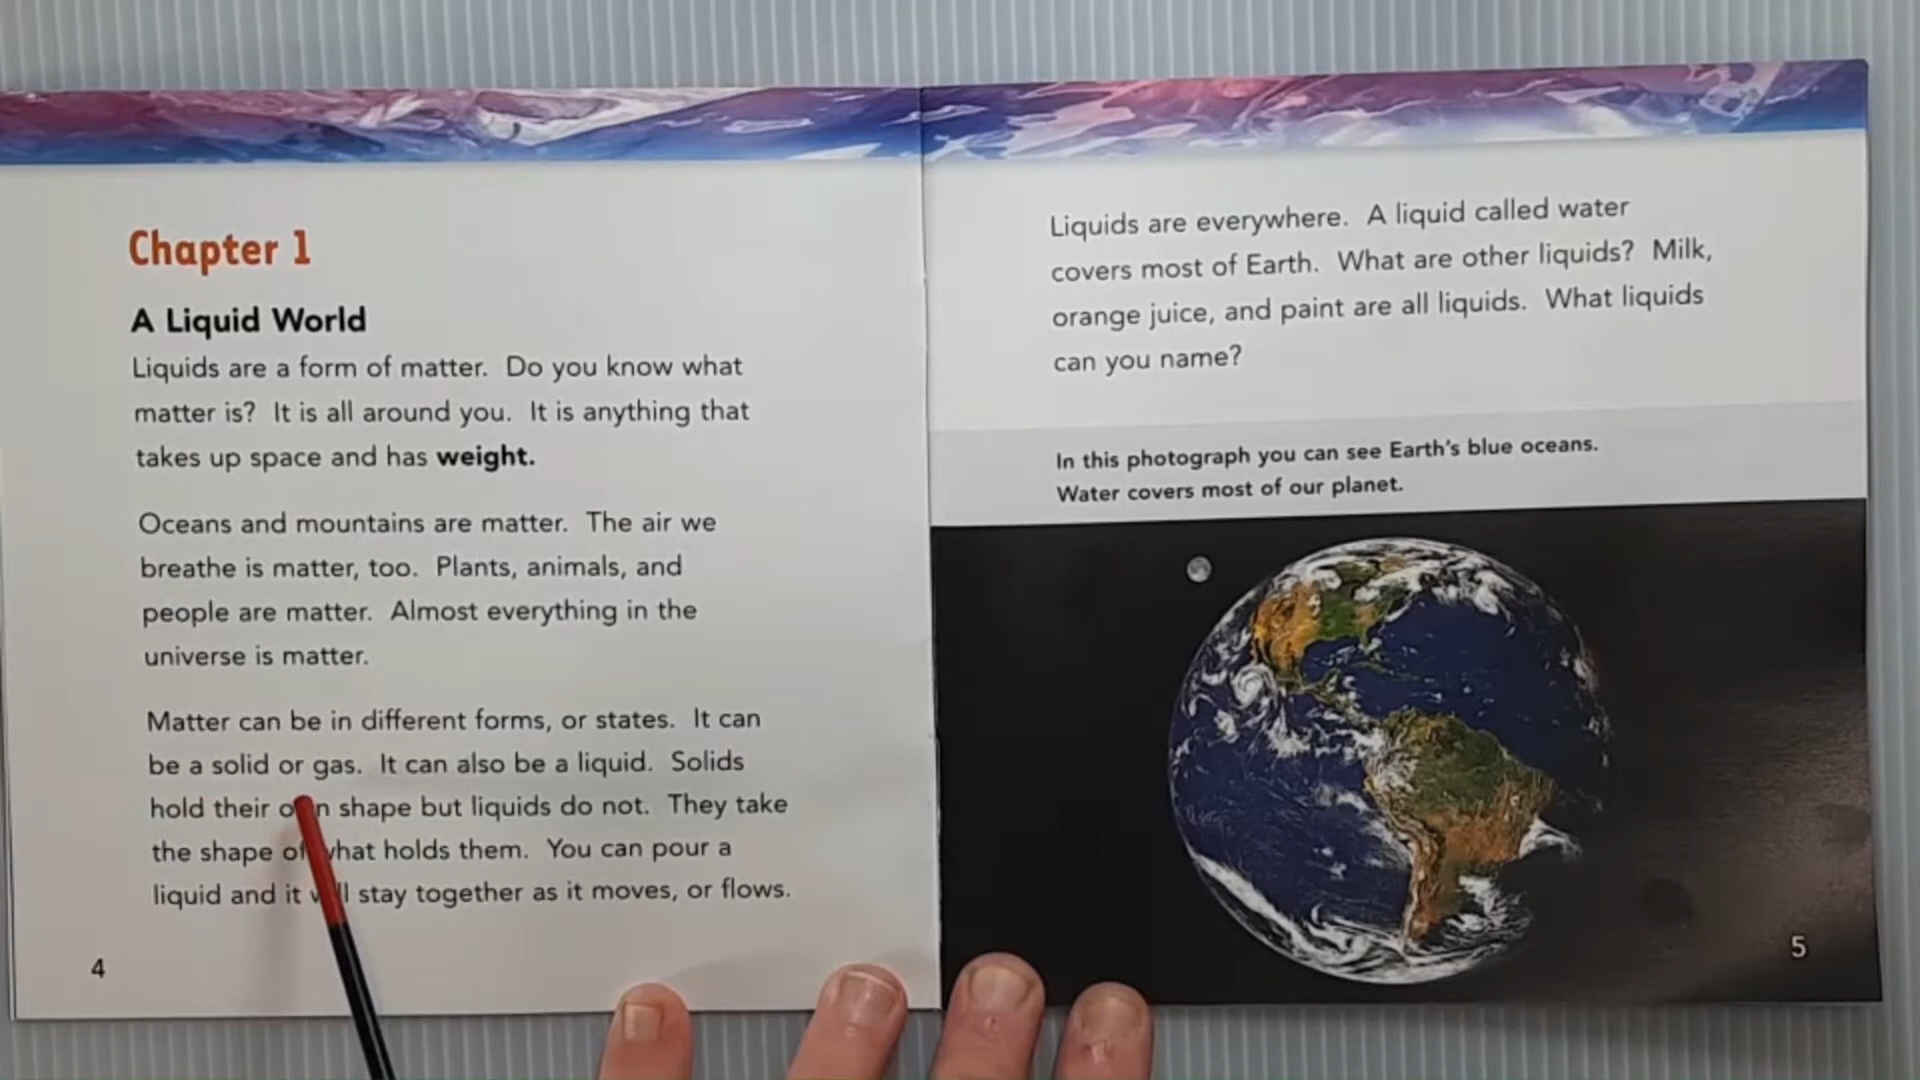 Chapter 1
A Liquid World
Liquids are a form of matter. Do you know what
matter is? It is all around you. It is anything that
takes up space and has weight.
Oceans and mountains are matter. The air we
breathe is matter, too. Plants, animals, and
people are matter. Almost everything in the
universe is matter.
Matter can be in different forms, or states. It can
be a solid or gas. It can also be a liquid. Solids
hold their own shape but liquids do not. They take
the shape of what holds them. You can pour a
liquid and it will stay together as it moves, or flows.
4
Liquids are everywhere. A liquid called water
covers most of Earth. What are other liquids? Milk,
orange juice, and paint are all liquids. What liquids
can you name?
In this photograph you can see Earth's blue oceans.
Water covers most of our planet.
5